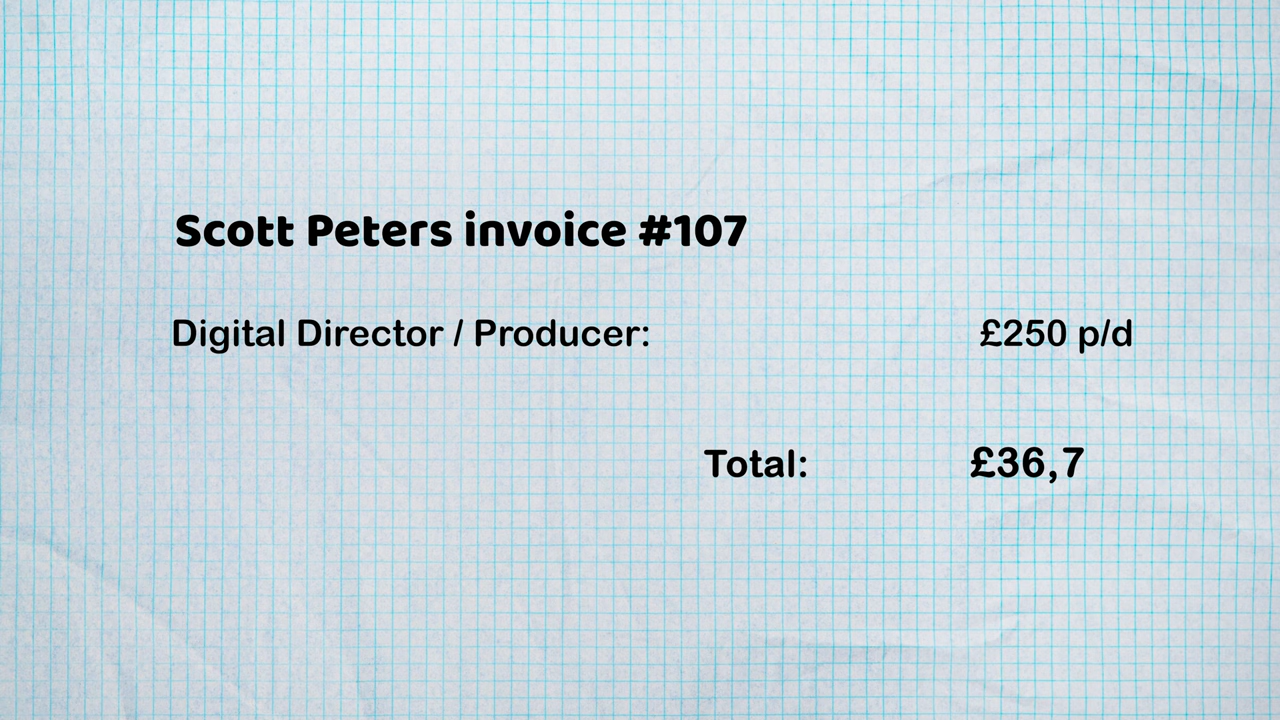 Scott Peters invoice #107
Digital Director / Producer: £250 p/d
Total: £36,7